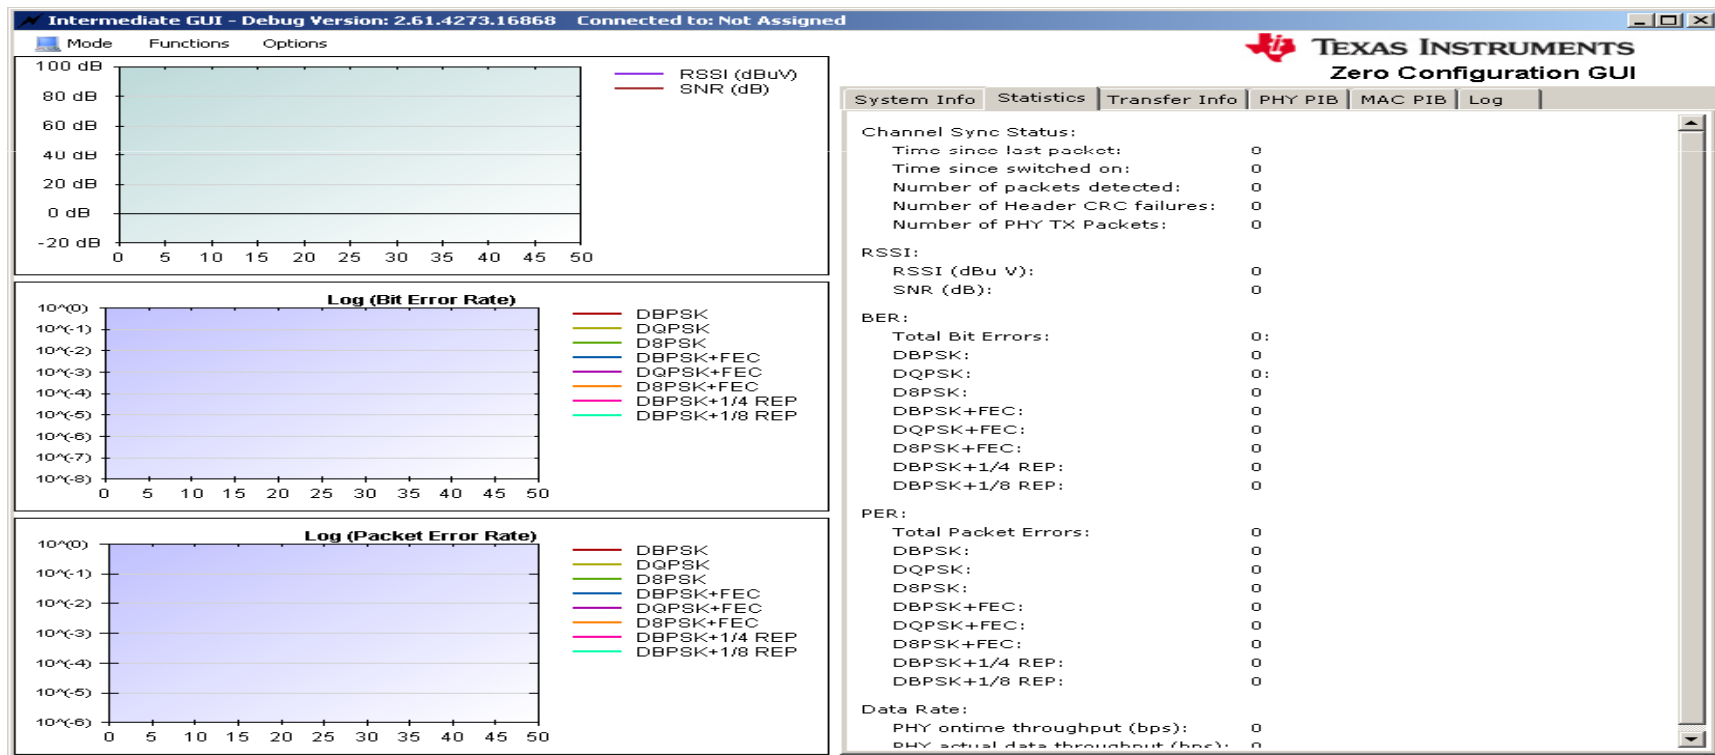 Intermediate GUI - Debug Version: 2.61.4273.16868    Connected to: Not Assigned
Mode Functions Options
TEXAS INSTRUMENTS
Zero Configuration GUI
100 dB
80 dB
60 dB
40 dB
20 dB
0 dB
-20 dB
0 5 10 15 20 25 30 35 40 45 50
RSSI (dBuV)
SNR (dB)
Log (Bit Error Rate)
10^(0)
10^(-1)
10^(-2)
10^(-3)
10^(-4)
10^(-5)
10^(-6)
10^(-7)
10^(-8)
0 5 10 15 20 25 30 35 40 45 50
DBPSK
DQPSK
D8PSK
DBPSK+FEC
DQPSK+FEC
D8PSK+FEC
DBPSK+1/4 REP
DBPSK+1/8 REP
Log (Packet Error Rate)
10^(0)
10^(-1)
10^(-2)
10^(-3)
10^(-4)
10^(-5)
10^(-6)
0 5 10 15 20 25 30 35 40 45 50
DBPSK
DQPSK
D8PSK
DBPSK+FEC
DQPSK+FEC
D8PSK+FEC
DBPSK+1/4 REP
DBPSK+1/8 REP
System Info Statistics Transfer Info PHY PIB MAC PIB Log
Channel Sync Status:
Time since last packet: 0
Time since switched on: 0
Number of packets detected: 0
Number of Header CRC failures: 0
Number of PHY TX Packets: 0
RSSI:
RSSI (dBu V): 0
SNR (dB): 0
BER:
Total Bit Errors: 0:
DBPSK: 0
DQPSK: 0:
D8PSK: 0
DBPSK+FEC: 0
DQPSK+FEC: 0
D8PSK+FEC: 0
DBPSK+1/4 REP: 0
DBPSK+1/8 REP: 0
PER:
Total Packet Errors: 0
DBPSK: 0
DQPSK: 0
D8PSK: 0
DBPSK+FEC: 0
DQPSK+FEC: 0
D8PSK+FEC: 0
DBPSK+1/4 REP: 0
DBPSK+1/8 REP: 0
Data Rate:
PHY ontime throughput (bps): 0
PHY actual data throughput (bps): 0